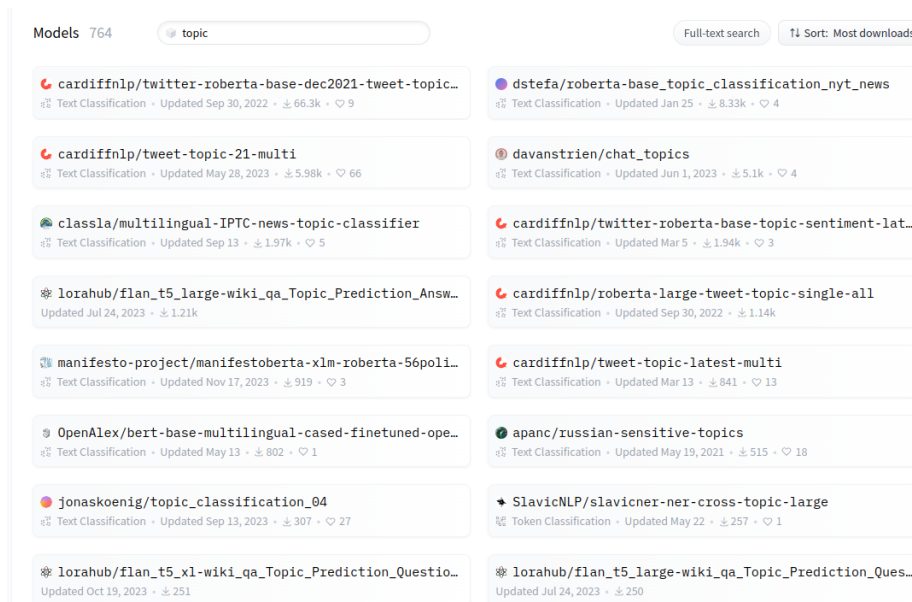 Models 764 topic Full-text search Sort: Most downloads
cardiffnlp/twitter-roberta-base-dec2021-tweet-topic…
Text Classification • Updated Sep 30, 2022 • 66.3k • 9
dstefa/roberta-base_topic_classification_nyt_news
Text Classification • Updated Jan 25 • 8.33k • 4
cardiffnlp/tweet-topic-21-multi
Text Classification • Updated May 28, 2023 • 5.98k • 66
davanstrien/chat_topics
Text Classification • Updated Jun 1, 2023 • 5.1k • 4
classla/multilingual-IPTC-news-topic-classifier
Text Classification • Updated Sep 13 • 1.97k • 5
cardiffnlp/twitter-roberta-base-topic-sentiment-lat…
Text Classification • Updated Mar 5 • 1.94k • 3
lorahub/flan_t5_large-wiki_qa_Topic_Prediction_Answ…
Updated Jul 24, 2023 • 1.21k
cardiffnlp/roberta-large-tweet-topic-single-all
Text Classification • Updated Sep 30, 2022 • 1.14k
manifesto-project/manifestoberta-xlm-roberta-56poli…
Text Classification • Updated Nov 17, 2023 • 919 • 3
cardiffnlp/tweet-topic-latest-multi
Text Classification • Updated Mar 13 • 841 • 13
OpenAlex/bert-base-multilingual-cased-finetuned-ope…
Text Classification • Updated May 13 • 802 • 1
apanc/russian-sensitive-topics
Text Classification • Updated May 19, 2021 • 515 • 18
jonaskoenig/topic_classification_04
Text Classification • Updated Sep 13, 2023 • 307 • 27
SlavicNLP/slavicner-ner-cross-topic-large
Token Classification • Updated May 22 • 257 • 1
lorahub/flan_t5_xl-wiki_qa_Topic_Prediction_Questio…
Updated Oct 19, 2023 • 251
lorahub/flan_t5_large-wiki_qa_Topic_Prediction_Ques…
Updated Jul 24, 2023 • 250